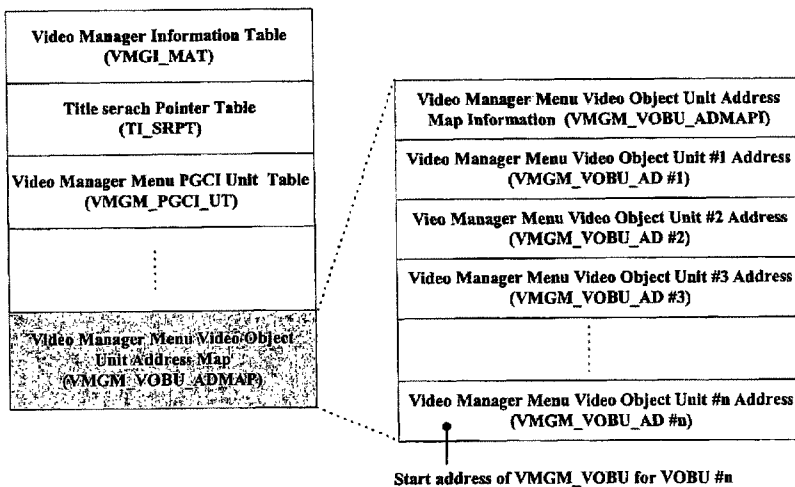 Video Manager Information Table
(VMGI_MAT)
Title serach Pointer Table
(TI_SRPT)
Video Manager Menu PGCI Unit Table
(VMGM_PGCI_UT)
Video Manager Menu Video Object
Unit Address Map
(VMGM_VOBU_ADMAP)
Video Manager Menu Video Object Unit Address
Map Information (VMGM_VOBU_ADMAPI)
Video Manager Menu Video Object Unit #1 Address
(VMGM_VOBU_AD #1)
Vieo Manager Menu Video Object Unit #2 Address
(VMGM_VOBU_AD #2)
Video Manager Menu Video Object Unit #3 Address
(VMGM_VOBU_AD #3)
Video Manager Menu Video Object Unit #n Address
(VMGM_VOBU_AD #n)
Start address of VMGM_VOBU for VOBU #n